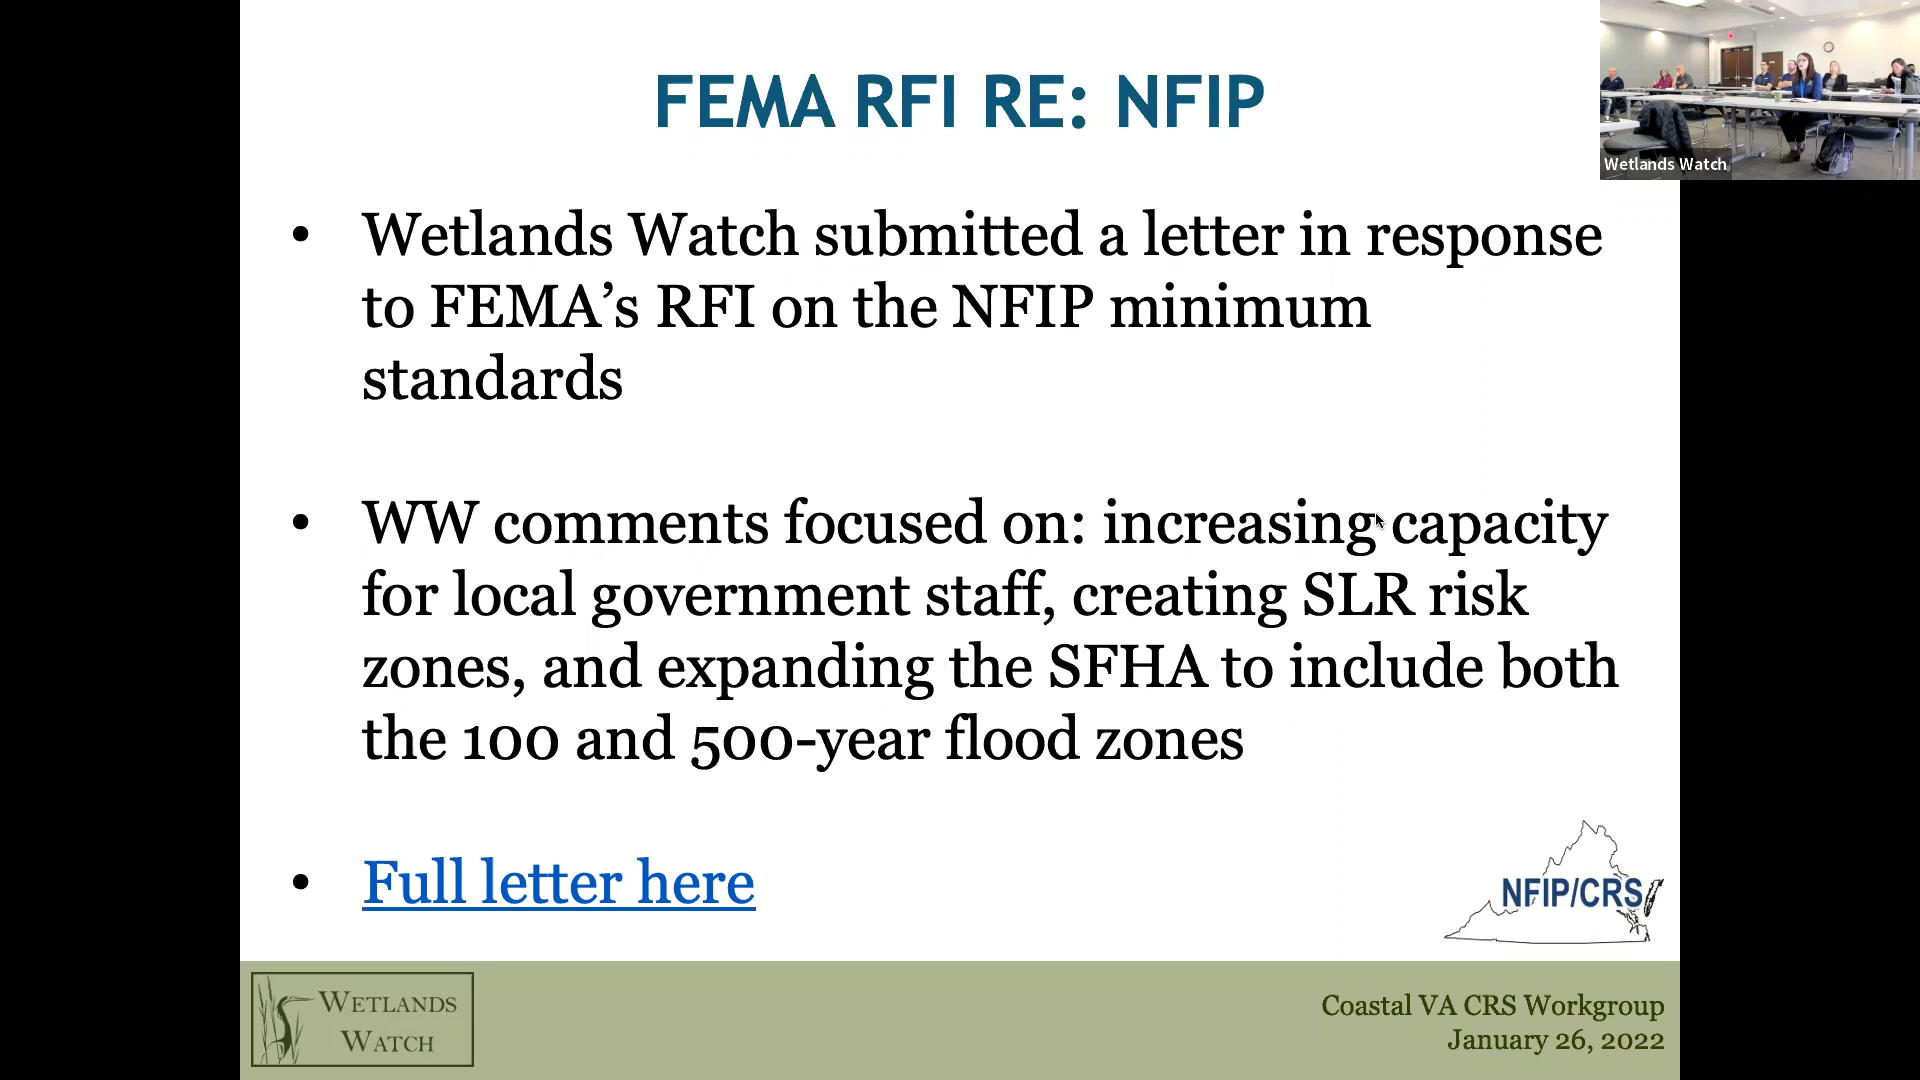 FEMA RFI RE: NFIP
Wetlands Watch
• Wetlands Watch submitted a letter in response
to FEMA’s RFI on the NFIP minimum
standards
• WW comments focused on: increasing capacity
for local government staff, creating SLR risk
zones, and expanding the SFHA to include both
the 100 and 500-year flood zones
• Full letter here
NFIP/CRS
WETLANDS
WATCH
Coastal VA CRS Workgroup
January 26, 2022